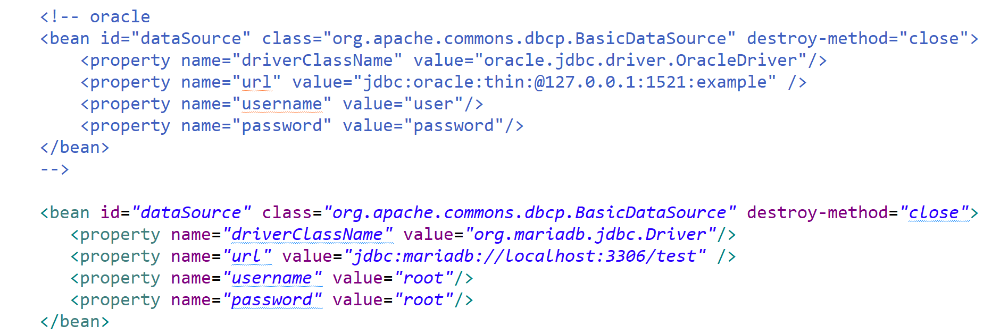 <!-- oracle
<bean id="dataSource" class="org.apache.commons.dbcp.BasicDataSource" destroy-method="close">
    <property name="driverClassName" value="oracle.jdbc.driver.OracleDriver"/>
    <property name="url" value="jdbc:oracle:thin:@127.0.0.1:1521:example" />
    <property name="username" value="user"/>
    <property name="password" value="password"/>
</bean>
-->
<bean id="dataSource" class="org.apache.commons.dbcp.BasicDataSource" destroy-method="close">
   <property name="driverClassName" value="org.mariadb.jdbc.Driver"/>
   <property name="url" value="jdbc:mariadb://localhost:3306/test" />
   <property name="username" value="root"/>
   <property name="password" value="root"/>
</bean>